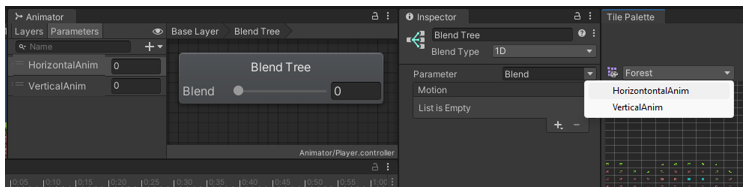 Animator
Layers Parameters
Name
HorizontalAnim 0
VerticalAnim 0
Base Layer Blend Tree
Blend Tree
Blend 0
Animator/Player.controller
0:05 0:10 0:15 0:20 0:25 0:30 0:35 0:40 0:45 0:50 0:55 1:00
Inspector
Blend Tree
Blend Type 1D
Parameter Blend
Motion
List is Empty
Tile Palette
Forest
HorizontontalAnim
VerticalAnim